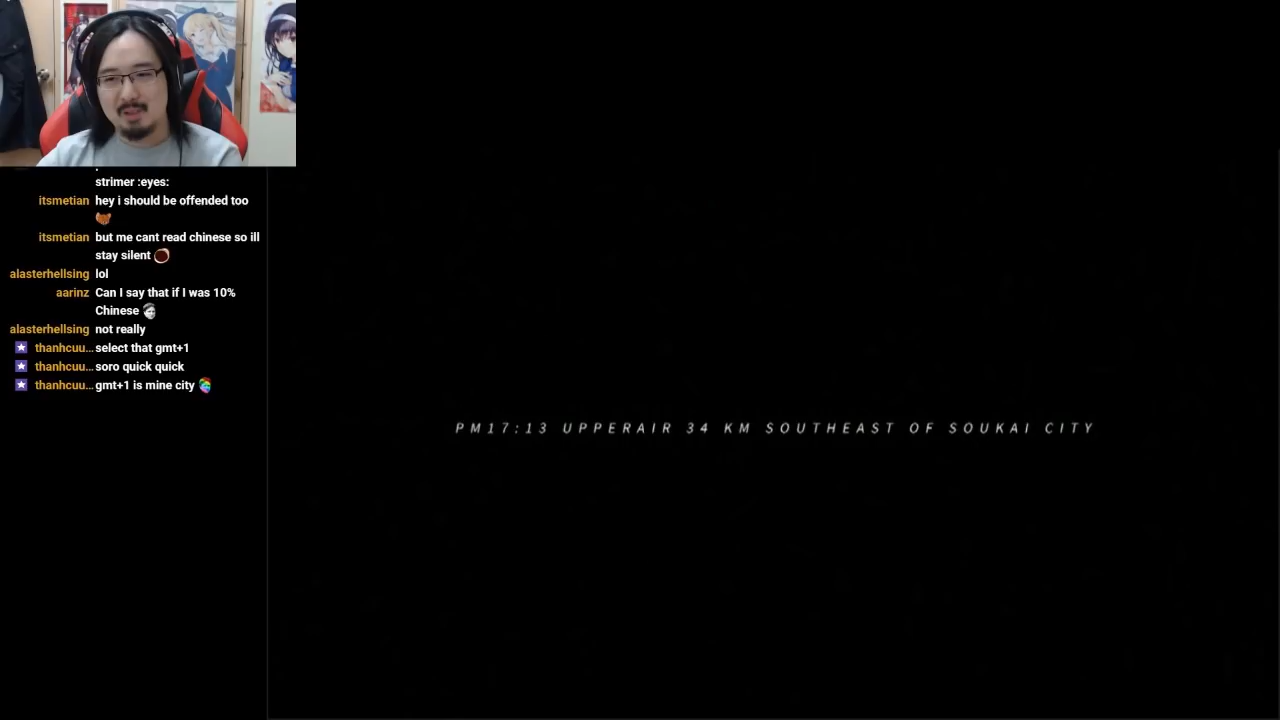 strimer :eyes:
itsmetian hey i should be offended too
itsmetian but me cant read chinese so ill
stay silent
alasterhellsing lol
aarinz Can I say that if I was 10%
Chinese
alasterhellsing not really
thanhcuu... select that gmt+1
thanhcuu... soro quick quick
thanhcuu... gmt+1 is mine city
PM17:13 UPPERAIR 34 KM SOUTHEAST OF SOUKAI CITY